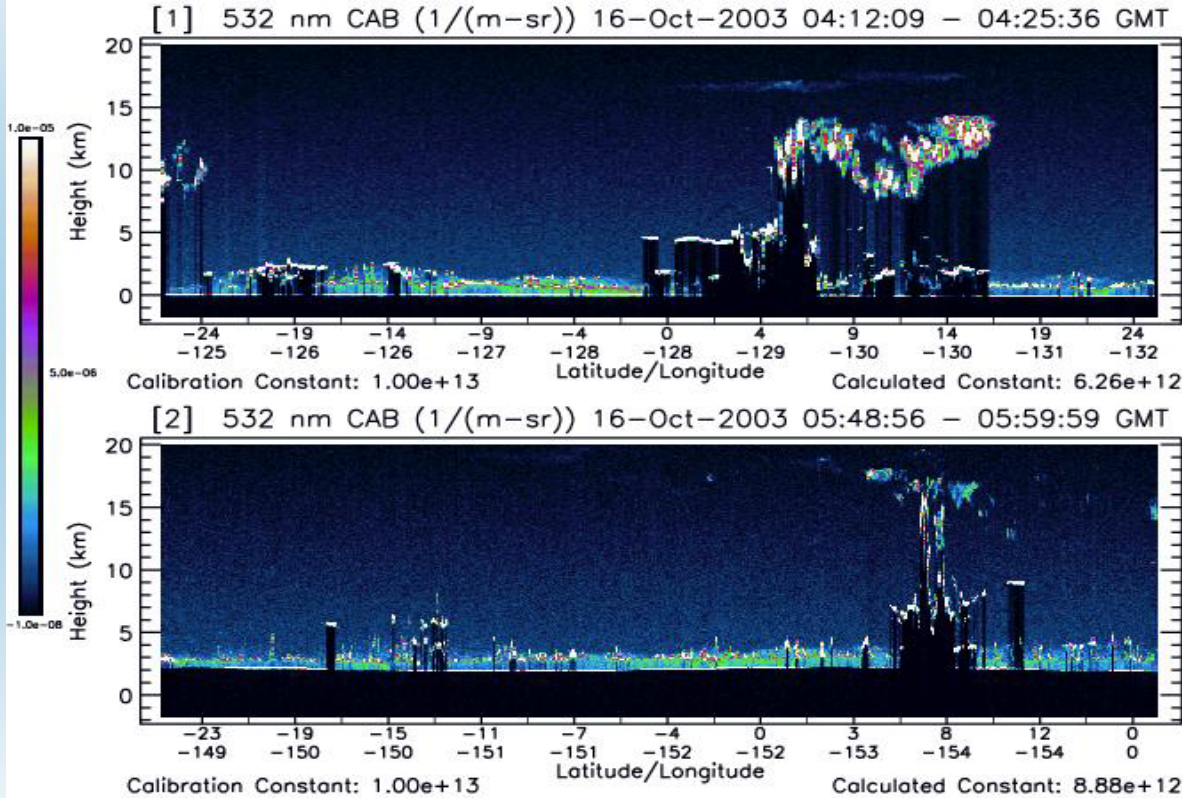 [1] 532 nm CAB (1/(m-sr)) 16-Oct-2003 04:12:09 - 04:25:36 GMT
20
15
10
5
0
Height (km)
-24 -19 -14 -9 -4 0 4 9 14 19 24
-125 -126 -126 -127 -128 -128 -129 -130 -130 -131 -132
Latitude/Longitude
Calibration Constant: 1.00e+13
Calculated Constant: 6.26e+12
1.0e-05
5.0e-06
-1.0e-08
[2] 532 nm CAB (1/(m-sr)) 16-Oct-2003 05:48:56 - 05:59:59 GMT
20
15
10
5
0
Height (km)
-23 -19 -15 -11 -7 -4 0 3 8 12 0
-149 -150 -150 -151 -151 -152 -152 -153 -154 -154 0
Latitude/Longitude
Calibration Constant: 1.00e+13
Calculated Constant: 8.88e+12